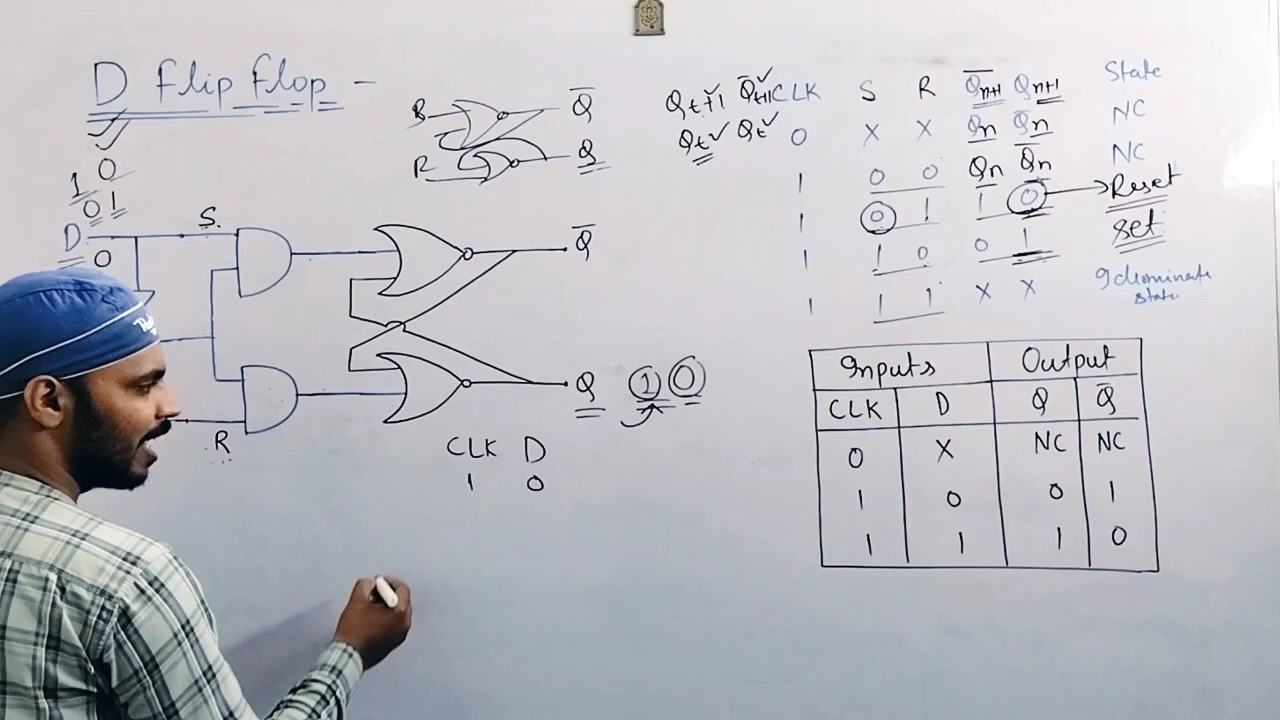 D Flip Flop -
R
Q̄
R
Q
1 0
0 1
D
0
S.
Q̄
Q 1 0
R
CLK D
1 0
Qt+1 Q̄t+1 CLK S R Q̄n+1 Qn+1 State
Qt Qt 0 X X Q̄n Qn NC
1 0 0 Qn Q̄n NC
1 0 1 1 0 → Reset
1 1 0 0 1 set
1 1 1 X X
state.
Inputs Output
CLK D Q Q̄
0 X NC NC
1 0 0 1
1 1 1 0